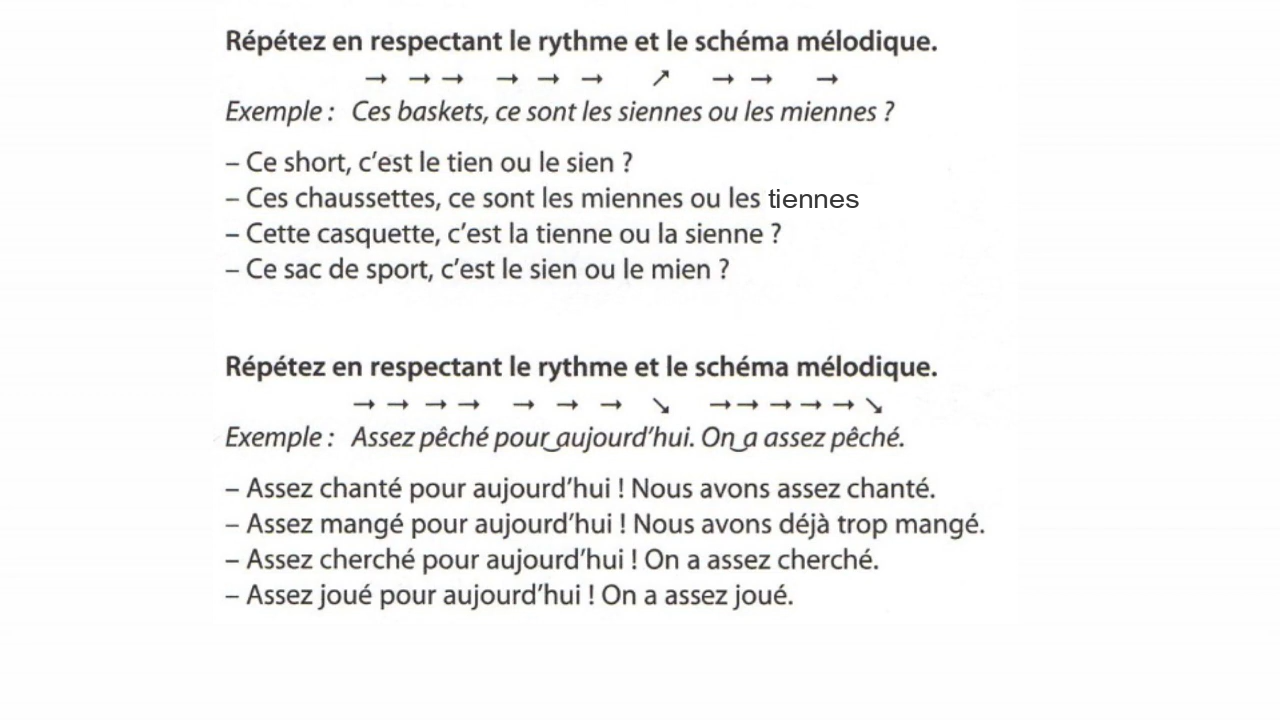 Répétez en respectant le rythme et le schéma mélodique.
→ → → → → → ↗ → → →
Exemple : Ces baskets, ce sont les siennes ou les miennes ?
– Ce short, c’est le tien ou le sien ?
– Ces chaussettes, ce sont les miennes ou les tiennes
– Cette casquette, c’est la tienne ou la sienne ?
– Ce sac de sport, c’est le sien ou le mien ?
Répétez en respectant le rythme et le schéma mélodique.
→ → → → → → → ↘ → → → → → ↘
Exemple : Assez pêché pour‿aujourd’hui. On‿a assez pêché.
– Assez chanté pour aujourd’hui ! Nous avons assez chanté.
– Assez mangé pour aujourd’hui ! Nous avons déjà trop mangé.
– Assez cherché pour aujourd’hui ! On a assez cherché.
– Assez joué pour aujourd’hui ! On a assez joué.